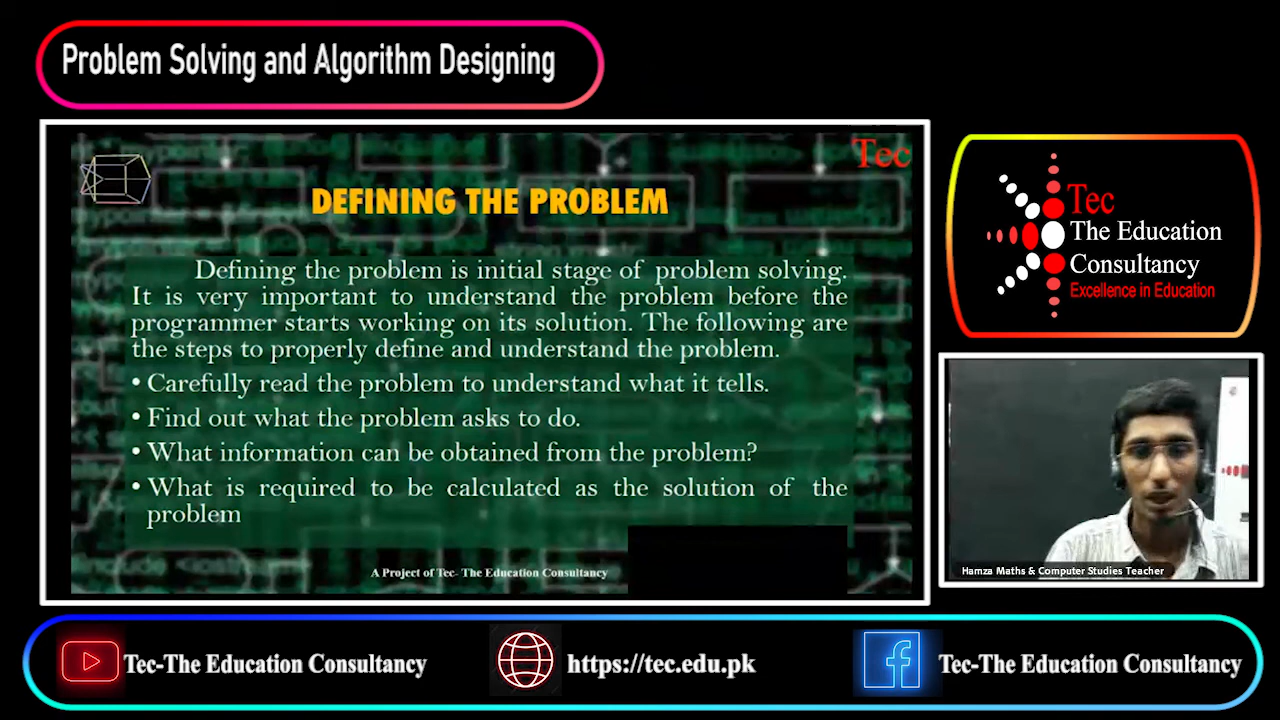 Problem Solving and Algorithm Designing
Tec
DEFINING THE PROBLEM
Defining the problem is initial stage of problem solving.
It is very important to understand the problem before the
programmer starts working on its solution. The following are
the steps to properly define and understand the problem.
• Carefully read the problem to understand what it tells.
• Find out what the problem asks to do.
• What information can be obtained from the problem?
• What is required to be calculated as the solution of the
problem
A Project of Tec- The Education Consultancy
Tec
The Education
Consultancy
Excellence in Education
Hamza Maths & Computer Studies Teacher
Tec-The Education Consultancy
https://tec.edu.pk
Tec-The Education Consultancy